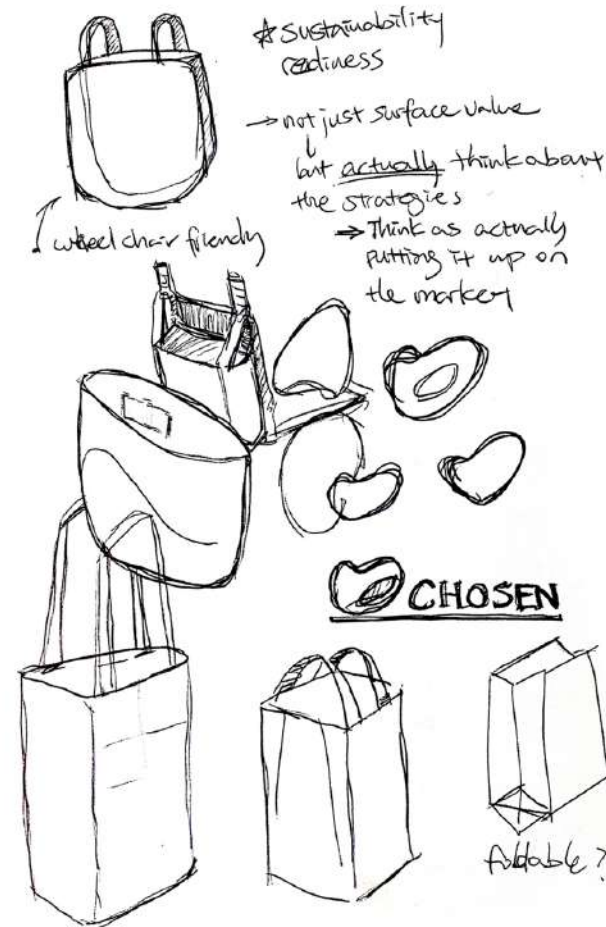 * sustainability
readiness
→ not just surface value
↓
but actually think about
the strategies
→ Think as actually
putting it up on
the market
wheel chair friendly
CHOSEN
foldable?